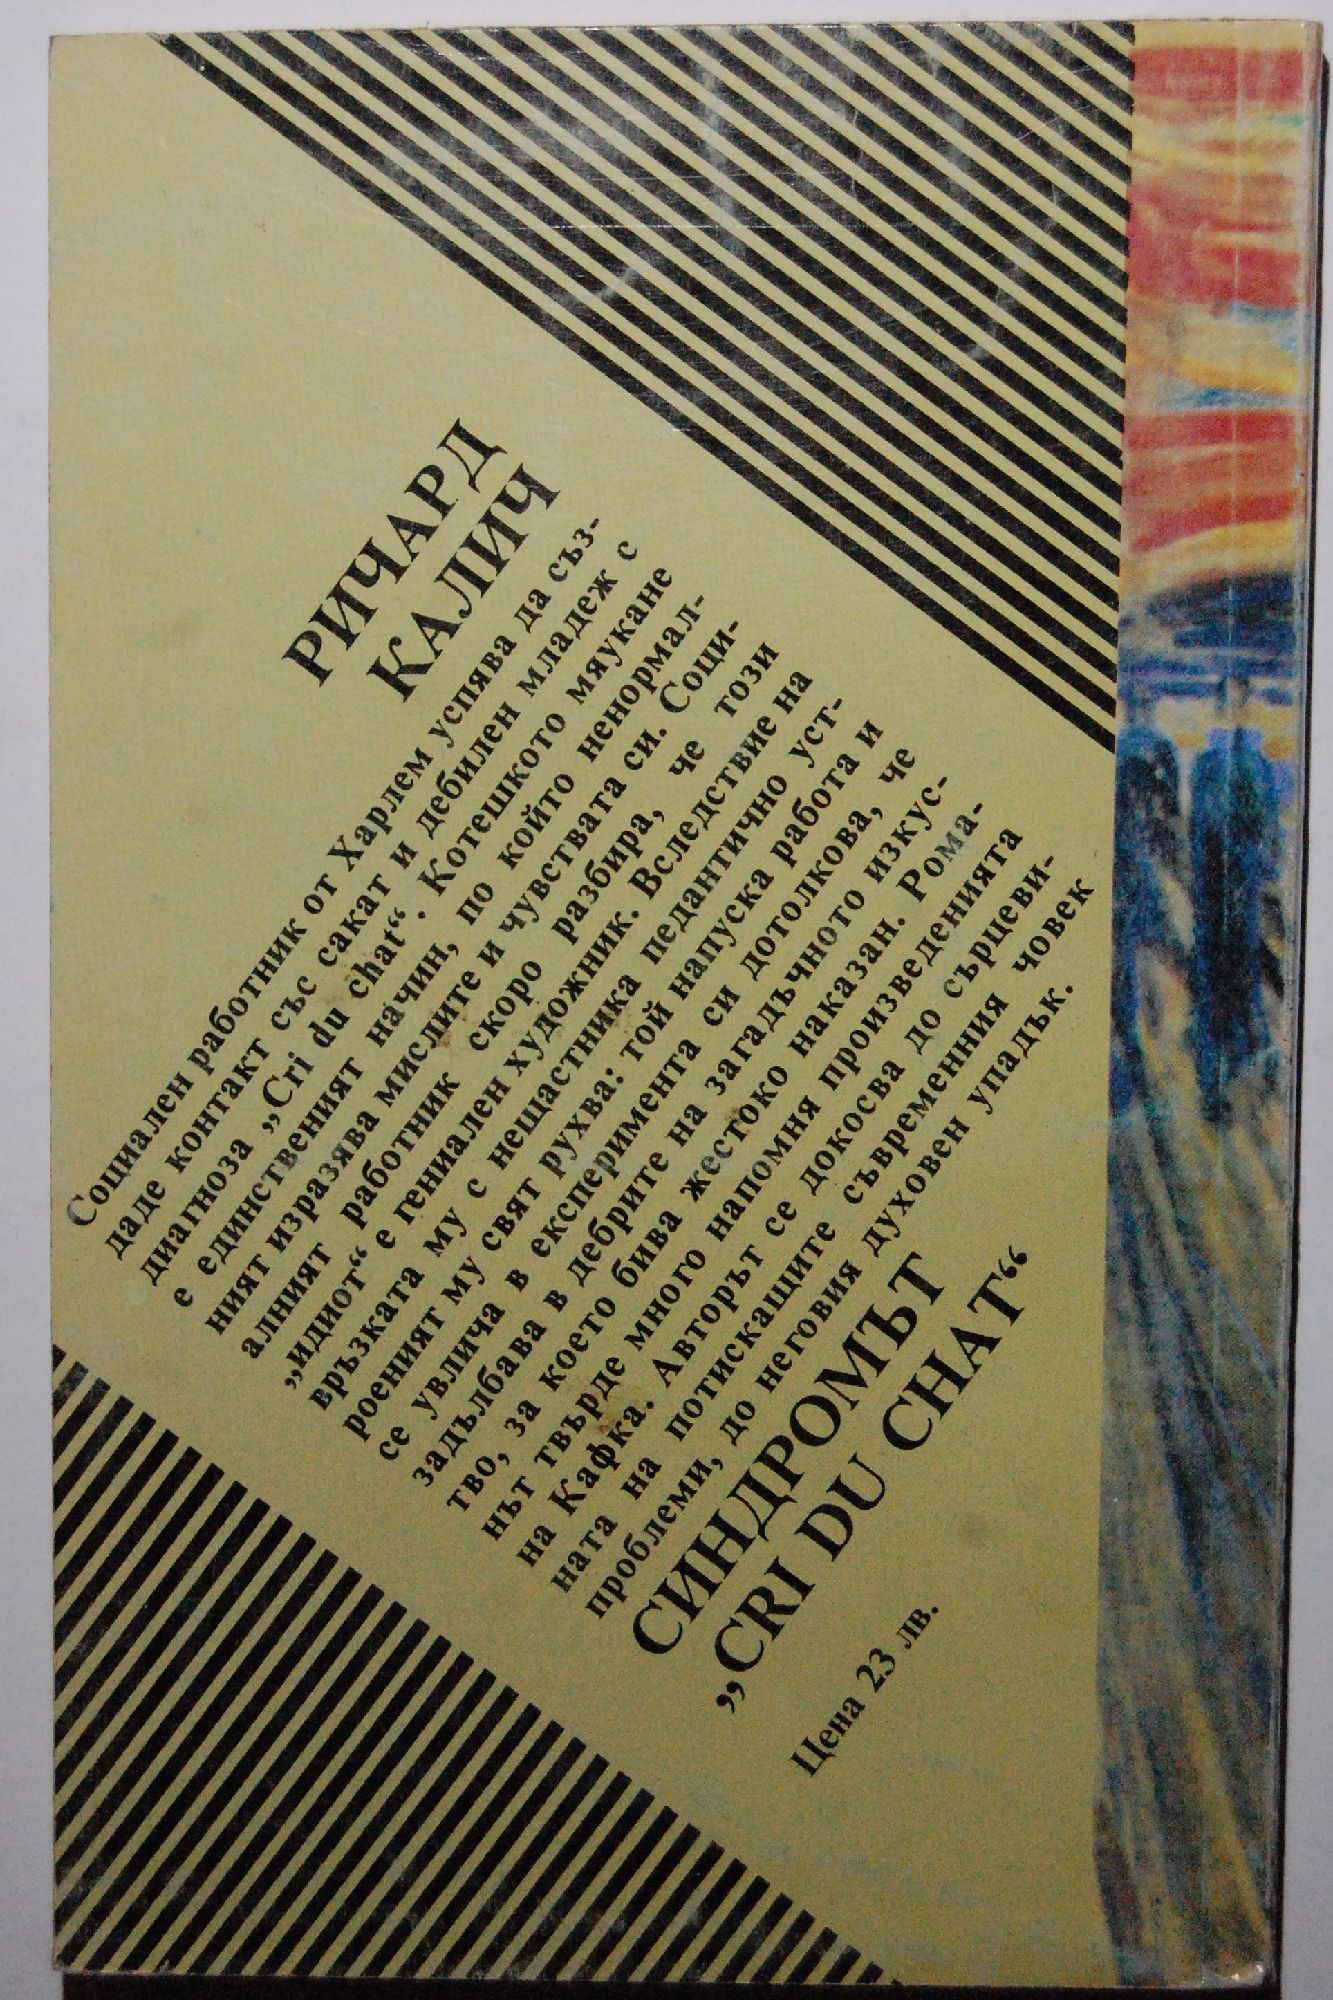 РИЧАРД
КАЛИЧ
Социален работник от Харлем успява да съз-
даде контакт със сакат и дебилен младеж с
диагноза „Cri du chat“. Котешкото мяукане
е единственият начин, по който ненормал-
ният изразява мислите и чувствата си. Соци-
алният работник скоро разбира, че този
„идиот“ е гениален художник. Вследствие на
връзката му с нещастника педантично уст-
роеният му свят рухва: той напуска работа и
се увлича в експеримента си дотолкова, че
задълбава в дебрите на загадъчното изкус-
тво, за което бива жестоко наказан. Рома-
нът твърде много напомня произведенията
на Кафка. Авторът се докосва до сърцеви-
ната на потискащите съвременния човек
проблеми, до неговия духовен упадък.
СИНДРОМЪТ
„CRI DU CHAT“
Цена 23 лв.